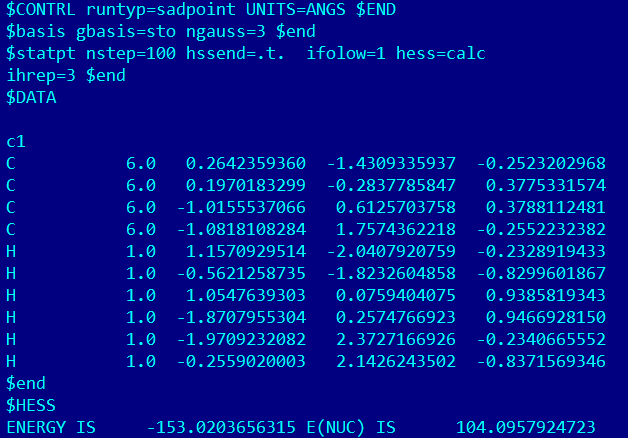 $CONTRL runtyp=sadpoint UNITS=ANGS $END
$basis gbasis=sto ngauss=3 $end
$statpt nstep=100 hssend=.t.  ifolow=1 hess=calc
ihrep=3 $end
$DATA

c1
C           6.0   0.2642359360  -1.4309335937  -0.2523202968
C           6.0   0.1970183299  -0.2837785847   0.3775331574
C           6.0  -1.0155537066   0.6125703758   0.3788112481
C           6.0  -1.0818108284   1.7574362218  -0.2552232382
H           1.0   1.1570929514  -2.0407920759  -0.2328919433
H           1.0  -0.5621258735  -1.8232604858  -0.8299601867
H           1.0   1.0547639303   0.0759404075   0.9385819343
H           1.0  -1.8707955304   0.2574766923   0.9466928150
H           1.0  -1.9709232082   2.3727166926  -0.2340665552
H           1.0  -0.2559020003   2.1426243502  -0.8371569346
$end
$HESS
ENERGY IS     -153.0203656315 E(NUC) IS      104.0957924723